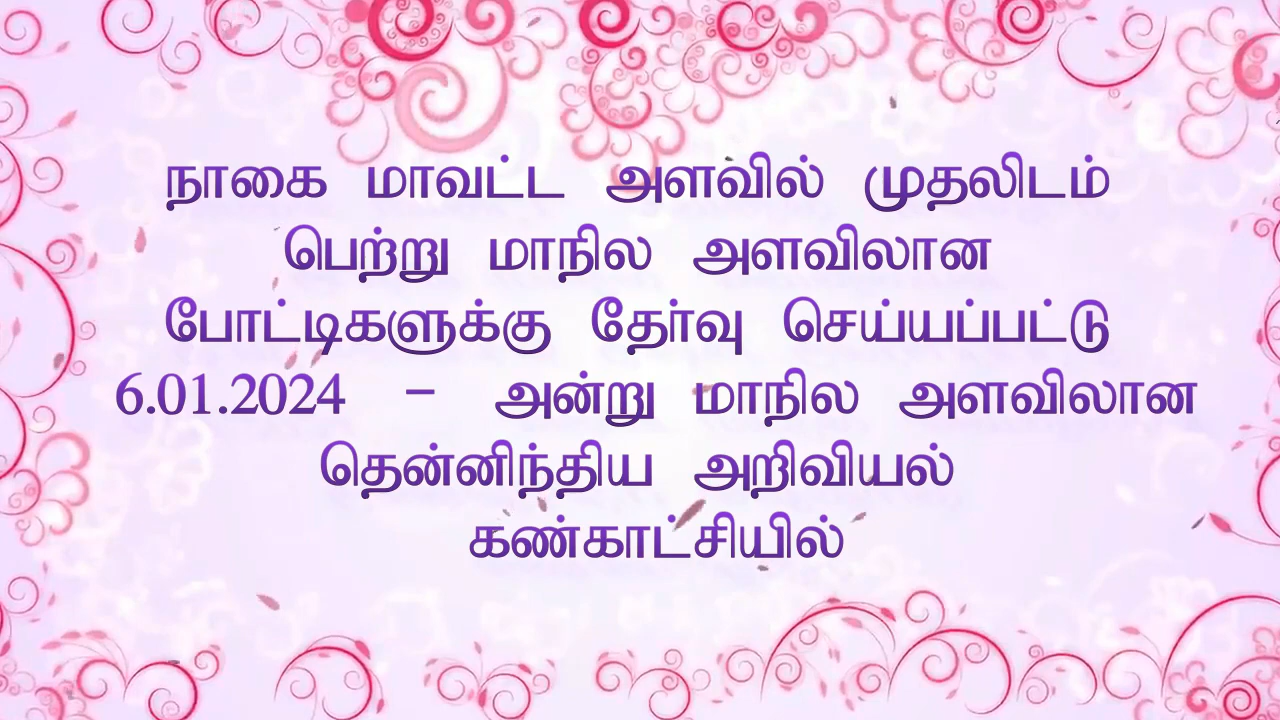 நாகை மாவட்ட அளவில் முதலிடம்
பெற்று மாநில அளவிலான
போட்டிகளுக்கு தேர்வு செய்யப்பட்டு
6.01.2024 - அன்று மாநில அளவிலான
தென்னிந்திய அறிவியல்
கண்காட்சியில்